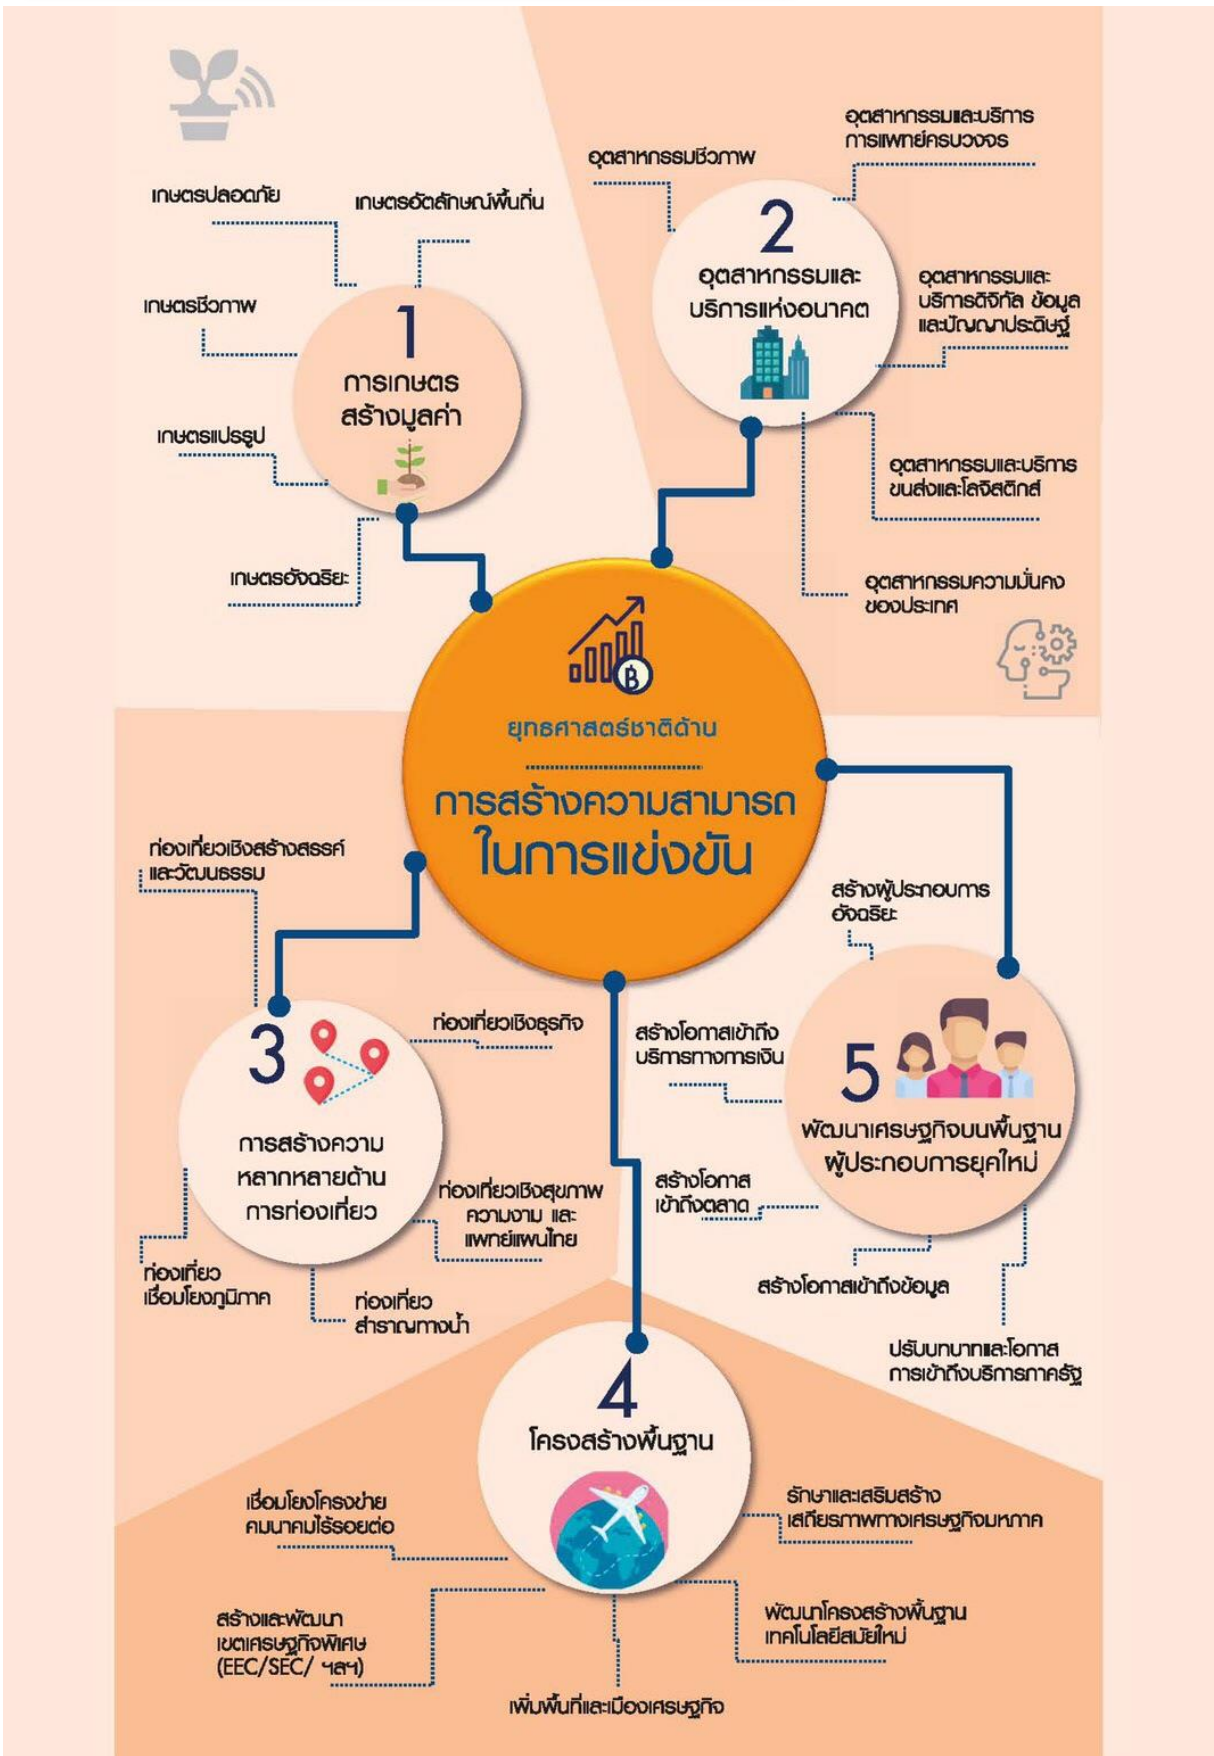 เกษตรปลอดภัย
เกษตรอัตลักษณ์พื้นถิ่น
เกษตรชีวภาพ
1
การเกษตร
สร้างมูลค่า
เกษตรแปรรูป
เกษตรอัจฉริยะ
อุตสาหกรรมและบริการ
การแพทย์ครบวงจร
อุตสาหกรรมชีวภาพ
2
อุตสาหกรรมและ
บริการแห่งอนาคต
อุตสาหกรรมและ
บริการดิจิทัล ข้อมูล
และปัญญาประดิษฐ์
อุตสาหกรรมและบริการ
ขนส่งและโลจิสติกส์
อุตสาหกรรมความมั่นคง
ของประเทศ
฿
ยุทธศาสตร์ชาติด้าน
การสร้างความสามารถ
ในการแข่งขัน
ท่องเที่ยวเชิงสร้างสรรค์
และวัฒนธรรม
ท่องเที่ยวเชิงธุรกิจ
3
การสร้างความ
หลากหลายด้าน
การท่องเที่ยว
ท่องเที่ยวเชิงสุขภาพ
ความงาม และ
แพทย์แผนไทย
ท่องเที่ยว
เชื่อมโยงภูมิภาค
ท่องเที่ยว
สำราญทางน้ำ
สร้างผู้ประกอบการ
อัจฉริยะ
สร้างโอกาสเข้าถึง
บริการทางการเงิน
5
พัฒนาเศรษฐกิจบนพื้นฐาน
ผู้ประกอบการยุคใหม่
สร้างโอกาส
เข้าถึงตลาด
สร้างโอกาสเข้าถึงข้อมูล
ปรับบทบาทและโอกาส
การเข้าถึงบริการภาครัฐ
4
โครงสร้างพื้นฐาน
เชื่อมโยงโครงข่าย
คมนาคมไร้รอยต่อ
รักษาและเสริมสร้าง
เสถียรภาพทางเศรษฐกิจมหภาค
สร้างและพัฒนา
เขตเศรษฐกิจพิเศษ
(EEC/SEC/ ฯลฯ)
พัฒนาโครงสร้างพื้นฐาน
เทคโนโลยีสมัยใหม่
เพิ่มพื้นที่และเมืองเศรษฐกิจ